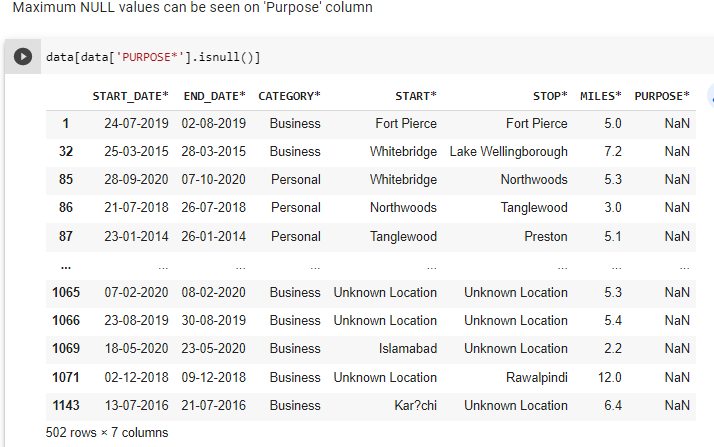 Maximum NULL values can be seen on 'Purpose' column
data[data['PURPOSE*'].isnull()]
START_DATE* END_DATE* CATEGORY* START* STOP* MILES* PURPOSE*
1 24-07-2019 02-08-2019 Business Fort Pierce Fort Pierce 5.0 NaN
32 25-03-2015 28-03-2015 Business Whitebridge Lake Wellingborough 7.2 NaN
85 28-09-2020 07-10-2020 Personal Whitebridge Northwoods 5.3 NaN
86 21-07-2018 26-07-2018 Personal Northwoods Tanglewood 3.0 NaN
87 23-01-2014 26-01-2014 Personal Tanglewood Preston 5.1 NaN
... ... ... ... ... ... ... ...
1065 07-02-2020 08-02-2020 Business Unknown Location Unknown Location 5.3 NaN
1066 23-08-2019 30-08-2019 Business Unknown Location Unknown Location 5.4 NaN
1069 18-05-2020 23-05-2020 Business Islamabad Unknown Location 2.2 NaN
1071 02-12-2018 09-12-2018 Business Unknown Location Rawalpindi 12.0 NaN
1143 13-07-2016 21-07-2016 Business Kar?chi Unknown Location 6.4 NaN
502 rows × 7 columns